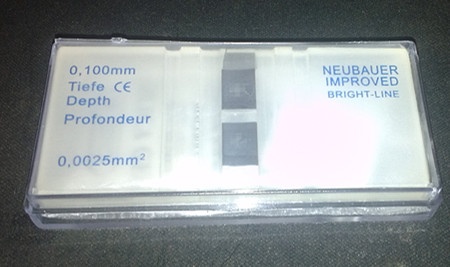 0,100mm
Tiefe CE
Depth
Profondeur
0,0025mm²
NEUBAUER
IMPROVED
BRIGHT-LINE